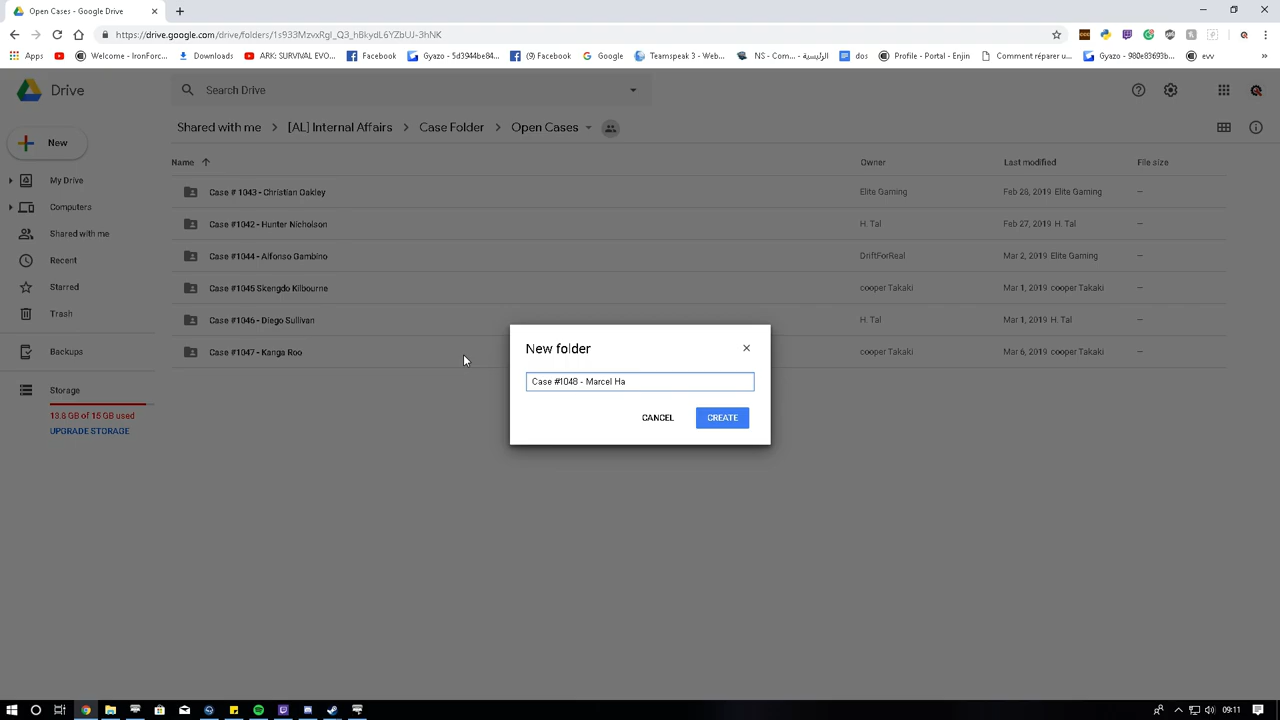 Open Cases - Google Drive
https://drive.google.com/drive/folders/1s933MzvxRgl_Q3_hBkydL6YZbUJ-3hNK
Apps Welcome - IronForc... Downloads ARK: SURVIVAL EVO... Facebook Gyazo - 5d3944be84... (9) Facebook Google Teamspeak 3 - Web... NS - Com... - الرئيسية dos Profile - Portal - Enjin Comment réparer u... Gyazo - 980e83693b... evv »
Drive Search Drive
Shared with me [AL] Internal Affairs Case Folder Open Cases
New
Name Owner Last modified File size
My Drive
Case # 1043 - Christian Oakley Elite Gaming Feb 28, 2019 Elite Gaming —
Computers
Case #1042 - Hunter Nicholson H. Tal Feb 27, 2019 H. Tal —
Shared with me
Case #1044 - Alfonso Gambino DriftForReal Mar 2, 2019 Elite Gaming —
Recent
Case #1045 Skengdo Kilbourne cooper Takaki Mar 1, 2019 cooper Takaki —
Starred
Trash
Case #1046 - Diego Sullivan H. Tal Mar 1, 2019 H. Tal —
Backups
Case #1047 - Kanga Roo cooper Takaki Mar 6, 2019 cooper Takaki —
New folder
Case #1048 - Marcel Ha
CANCEL CREATE
Storage
13.8 GB of 15 GB used
UPGRADE STORAGE
09:11